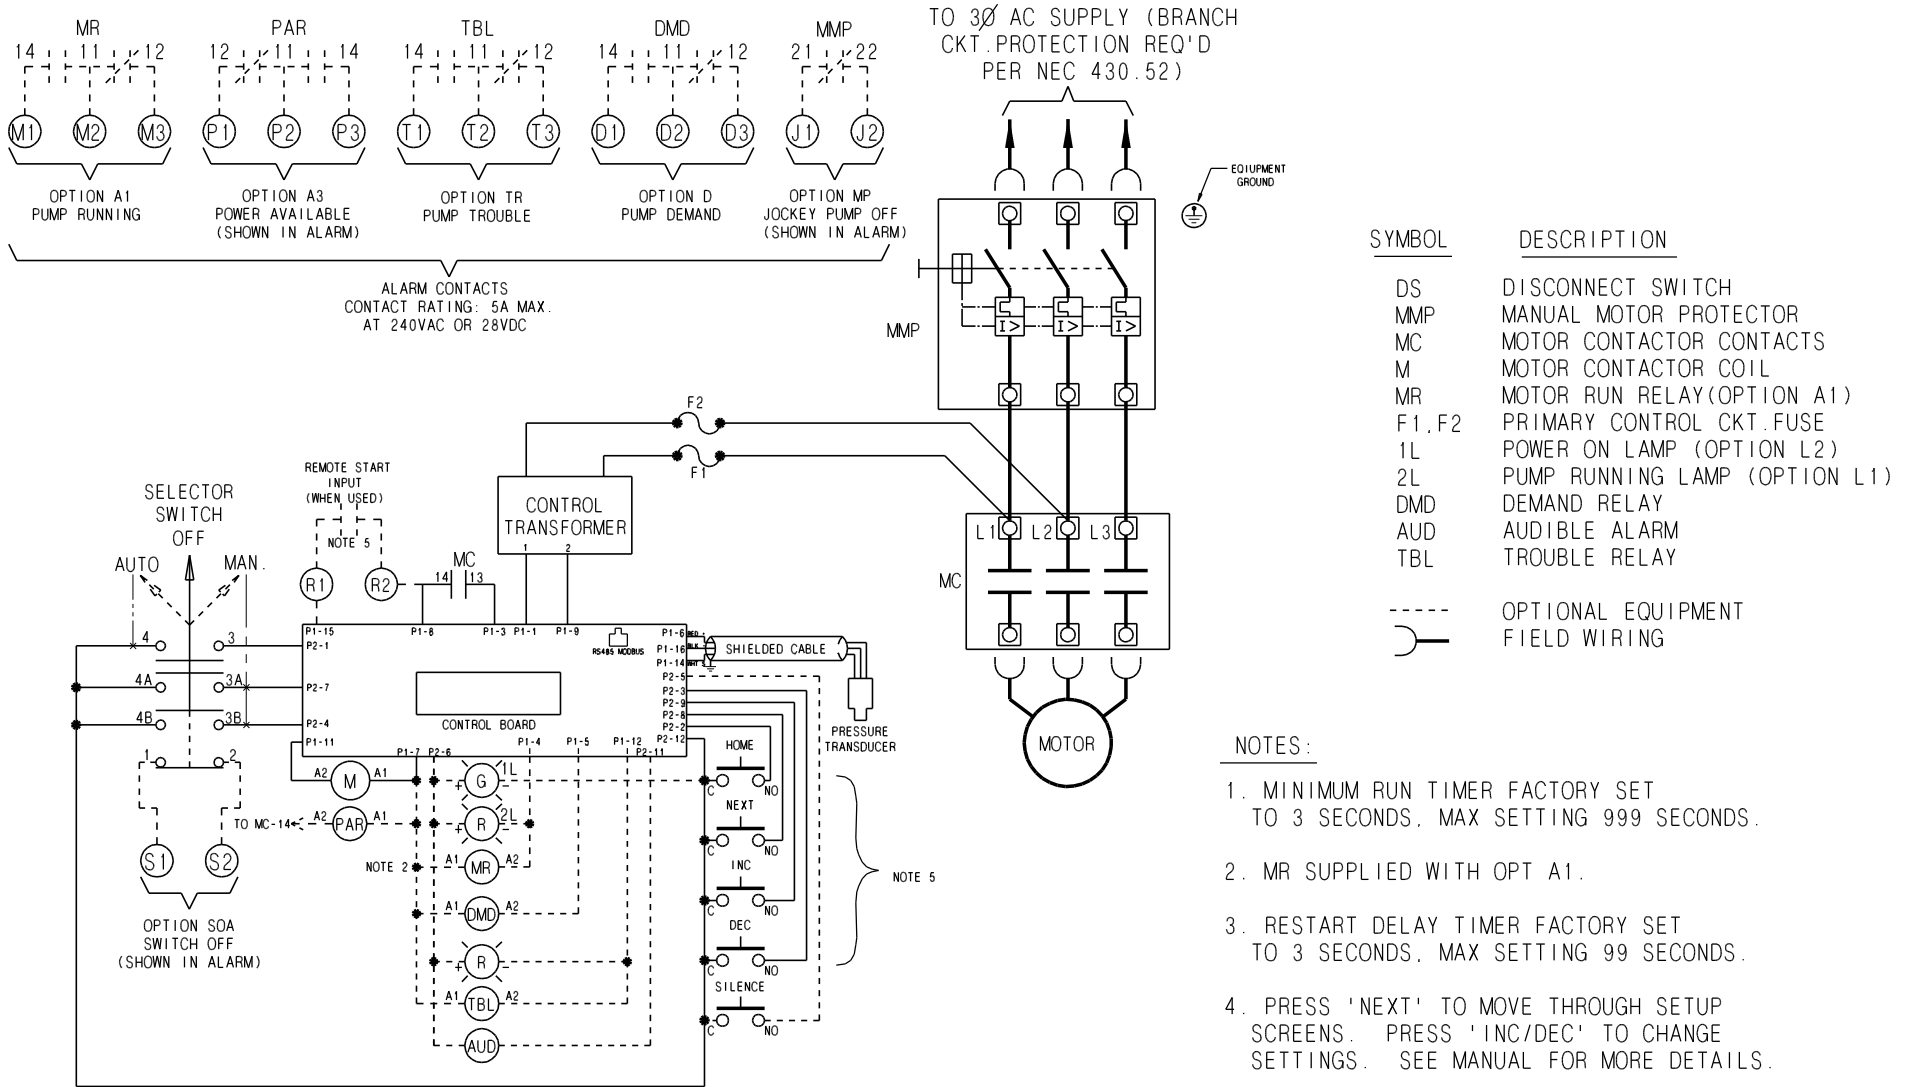 MR
14 11 12
M1 M2 M3
OPTION A1
PUMP RUNNING
PAR
12 11 14
P1 P2 P3
OPTION A3
POWER AVAILABLE
(SHOWN IN ALARM)
TBL
14 11 12
T1 T2 T3
OPTION TR
PUMP TROUBLE
DMD
14 11 12
D1 D2 D3
OPTION D
PUMP DEMAND
MMP
21 22
J1 J2
OPTION MP
JOCKEY PUMP OFF
(SHOWN IN ALARM)
ALARM CONTACTS
CONTACT RATING: 5A MAX.
AT 240VAC OR 28VDC
TO 3Ø AC SUPPLY (BRANCH
CKT.PROTECTION REQ'D
PER NEC 430.52)
EQIUPMENT
GROUND
MMP
I> I> I>
F2
F1
L1 L2 L3
MC
MOTOR
CONTROL
TRANSFORMER
1 2
REMOTE START
INPUT
(WHEN USED)
NOTE 5
R1 R2
MC
14 13
SELECTOR
SWITCH
OFF
AUTO MAN.
4 3
4A 3A
4B 3B
1 2
S1 S2
OPTION SOA
SWITCH OFF
(SHOWN IN ALARM)
P1-15 P1-8 P1-3 P1-1 P1-9
P2-1
P2-7
P2-4
P1-11
RS485 MODBUS
CONTROL BOARD
P1-6
P1-16
P1-14
P2-5
P2-3
P2-9
P2-8
P2-2
P2-12
P1-7 P2-6 P1-4 P1-5 P1-12 P2-11
RED +
BLK -
WHT S
SHIELDED CABLE
PRESSURE
TRANSDUCER
A2 M A1
TO MC-14 A2 PAR A1
NOTE 2
+ G - 1L
+ R - 2L
A1 MR A2
A1 DMD A2
+ R -
A1 TBL A2
AUD
HOME
C NO
NEXT
C NO
INC
C NO
DEC
C NO
SILENCE
C NO
NOTE 5
SYMBOL DESCRIPTION
DS DISCONNECT SWITCH
MMP MANUAL MOTOR PROTECTOR
MC MOTOR CONTACTOR CONTACTS
M MOTOR CONTACTOR COIL
MR MOTOR RUN RELAY(OPTION A1)
F1,F2 PRIMARY CONTROL CKT.FUSE
1L POWER ON LAMP (OPTION L2)
2L PUMP RUNNING LAMP (OPTION L1)
DMD DEMAND RELAY
AUD AUDIBLE ALARM
TBL TROUBLE RELAY
OPTIONAL EQUIPMENT
FIELD WIRING
NOTES:
1. MINIMUM RUN TIMER FACTORY SET
TO 3 SECONDS, MAX SETTING 999 SECONDS.
2. MR SUPPLIED WITH OPT A1.
3. RESTART DELAY TIMER FACTORY SET
TO 3 SECONDS, MAX SETTING 99 SECONDS.
4. PRESS 'NEXT' TO MOVE THROUGH SETUP
SCREENS. PRESS 'INC/DEC' TO CHANGE
SETTINGS. SEE MANUAL FOR MORE DETAILS.